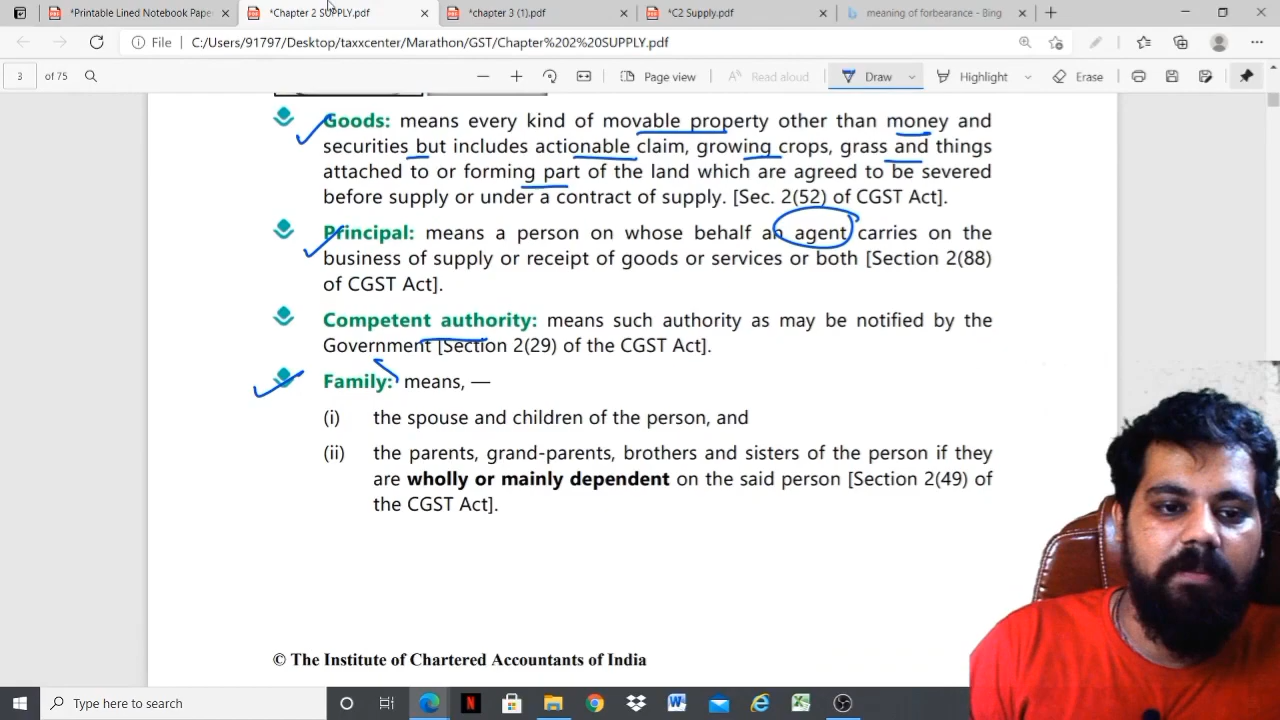 *Printable Lined Notebook Pape
*Chapter 2 SUPPLY.pdf
*chapter 3 (1).pdf
*C2 Supply.pdf
meaning of forbearance - Bing
File
C:/Users/91797/Desktop/taxxcenter/Marathon/GST/Chapter%202%20SUPPLY.pdf
3 of 75
Page view
Read aloud
Draw
Highlight
Erase
Goods: means every kind of movable property other than money and
securities but includes actionable claim, growing crops, grass and things
attached to or forming part of the land which are agreed to be severed
before supply or under a contract of supply. [Sec. 2(52) of CGST Act].
Principal: means a person on whose behalf an agent carries on the
business of supply or receipt of goods or services or both [Section 2(88)
of CGST Act].
Competent authority: means such authority as may be notified by the
Government [Section 2(29) of the CGST Act].
Family: means, —
(i) the spouse and children of the person, and
(ii) the parents, grand-parents, brothers and sisters of the person if they
are wholly or mainly dependent on the said person [Section 2(49) of
the CGST Act].
© The Institute of Chartered Accountants of India
Type here to search